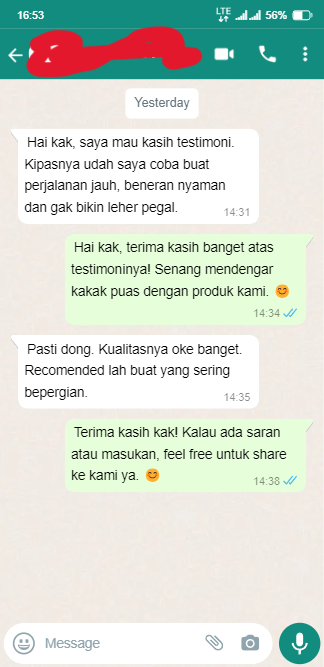 16:53
LTE
56%
Yesterday
Hai kak, saya mau kasih testimoni.
Kipasnya udah saya coba buat
perjalanan jauh, beneran nyaman
dan gak bikin leher pegal.
14:31
Hai kak, terima kasih banget atas
testimoninya! Senang mendengar
kakak puas dengan produk kami. 😊
14:34
Pasti dong. Kualitasnya oke banget.
Recomended lah buat yang sering
bepergian.
14:35
Terima kasih kak! Kalau ada saran
atau masukan, feel free untuk share
ke kami ya. 😊
14:38
Message